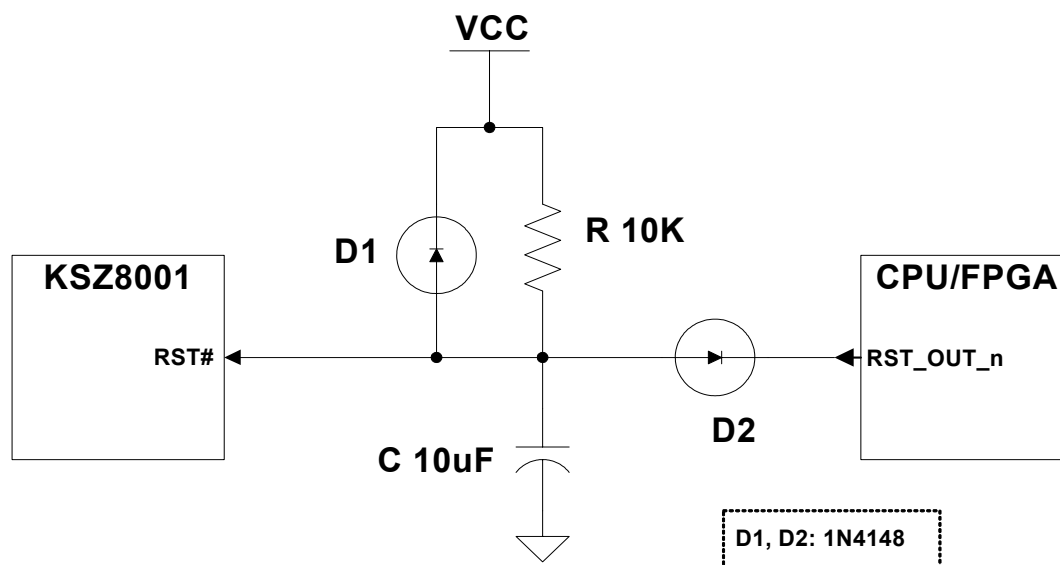 VCC
D1
R 10K
KSZ8001
CPU/FPGA
RST#
RST_OUT_n
D2
C 10uF
D1, D2: 1N4148